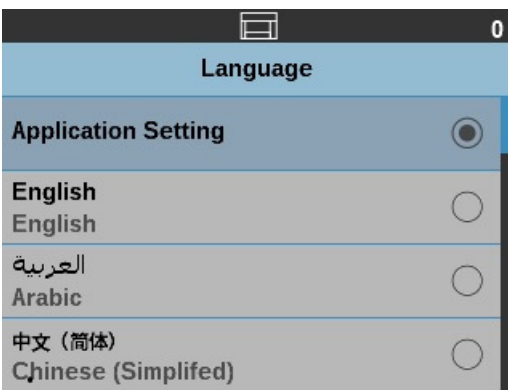 0
Language
Application Setting
English
English
العربية
Arabic
中文（简体）
Chinese (Simplifed)